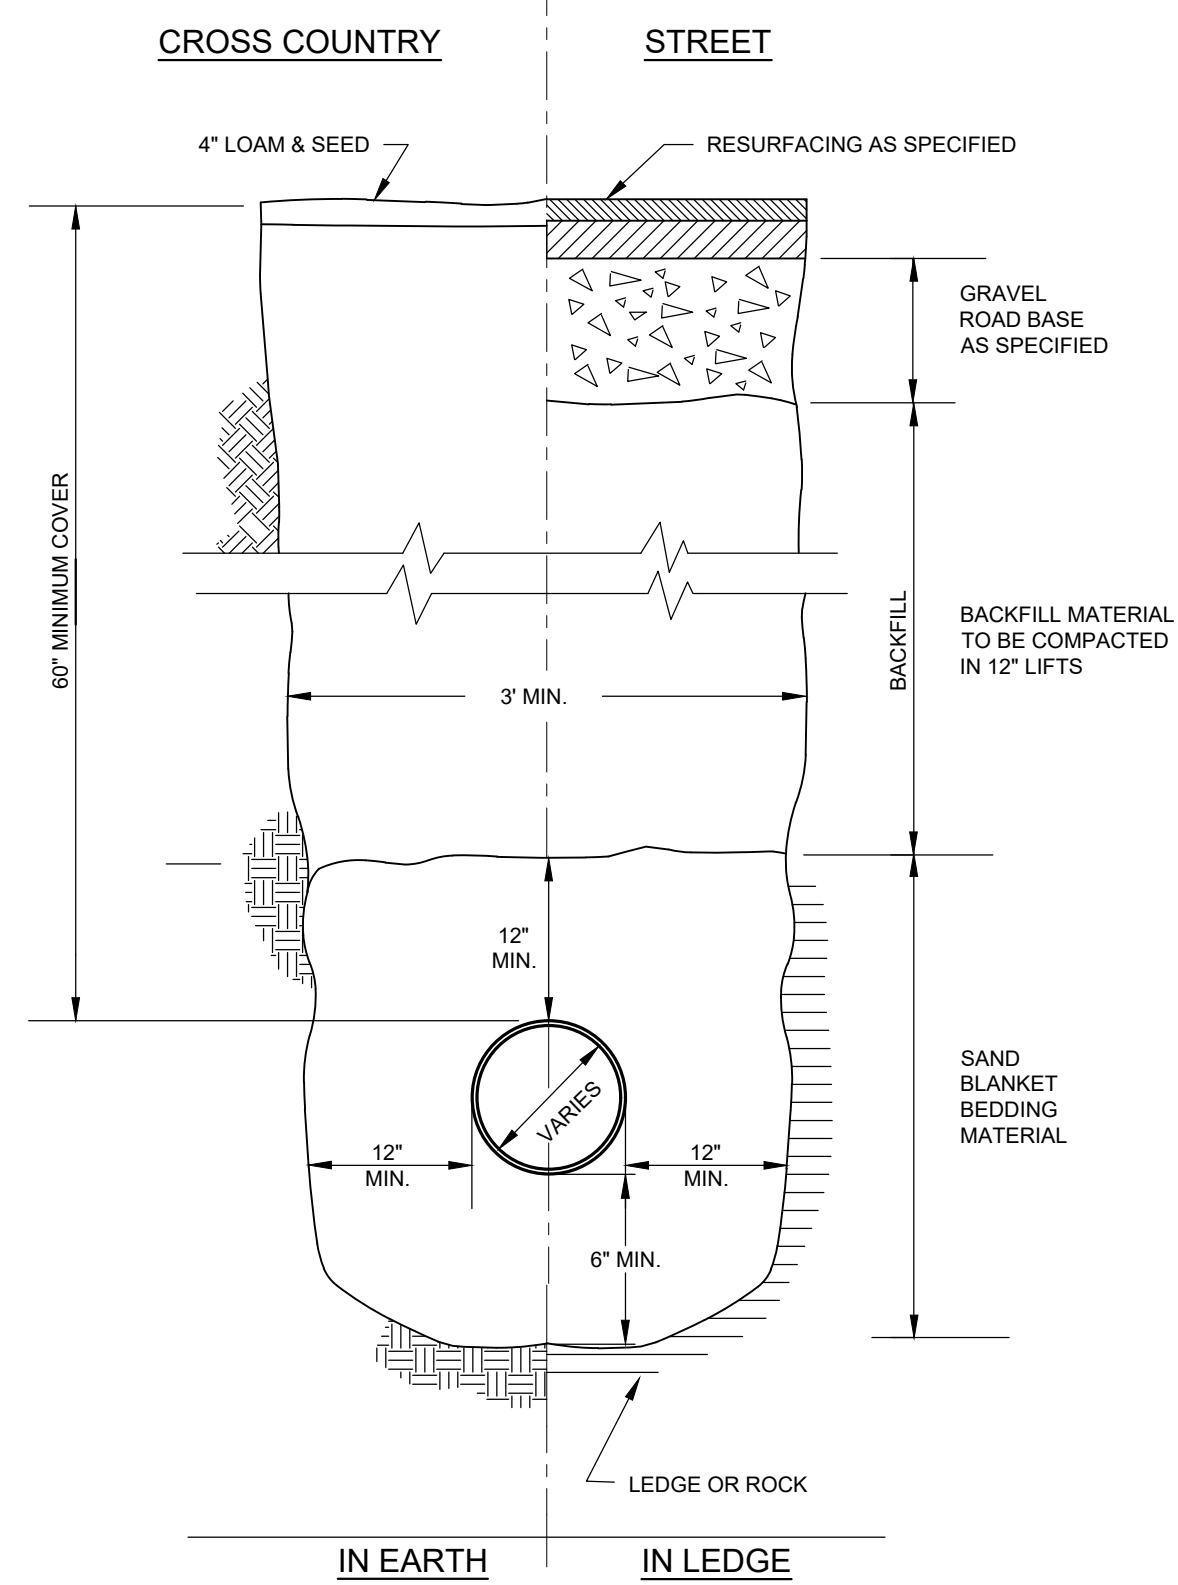 CROSS COUNTRY
STREET
4" LOAM & SEED
RESURFACING AS SPECIFIED
GRAVEL
ROAD BASE
AS SPECIFIED
60" MINIMUM COVER
BACKFILL
BACKFILL MATERIAL
TO BE COMPACTED
IN 12" LIFTS
3' MIN.
12"
MIN.
SAND
BLANKET
BEDDING
MATERIAL
VARIES
12"
MIN.
12"
MIN.
6" MIN.
LEDGE OR ROCK
IN EARTH
IN LEDGE